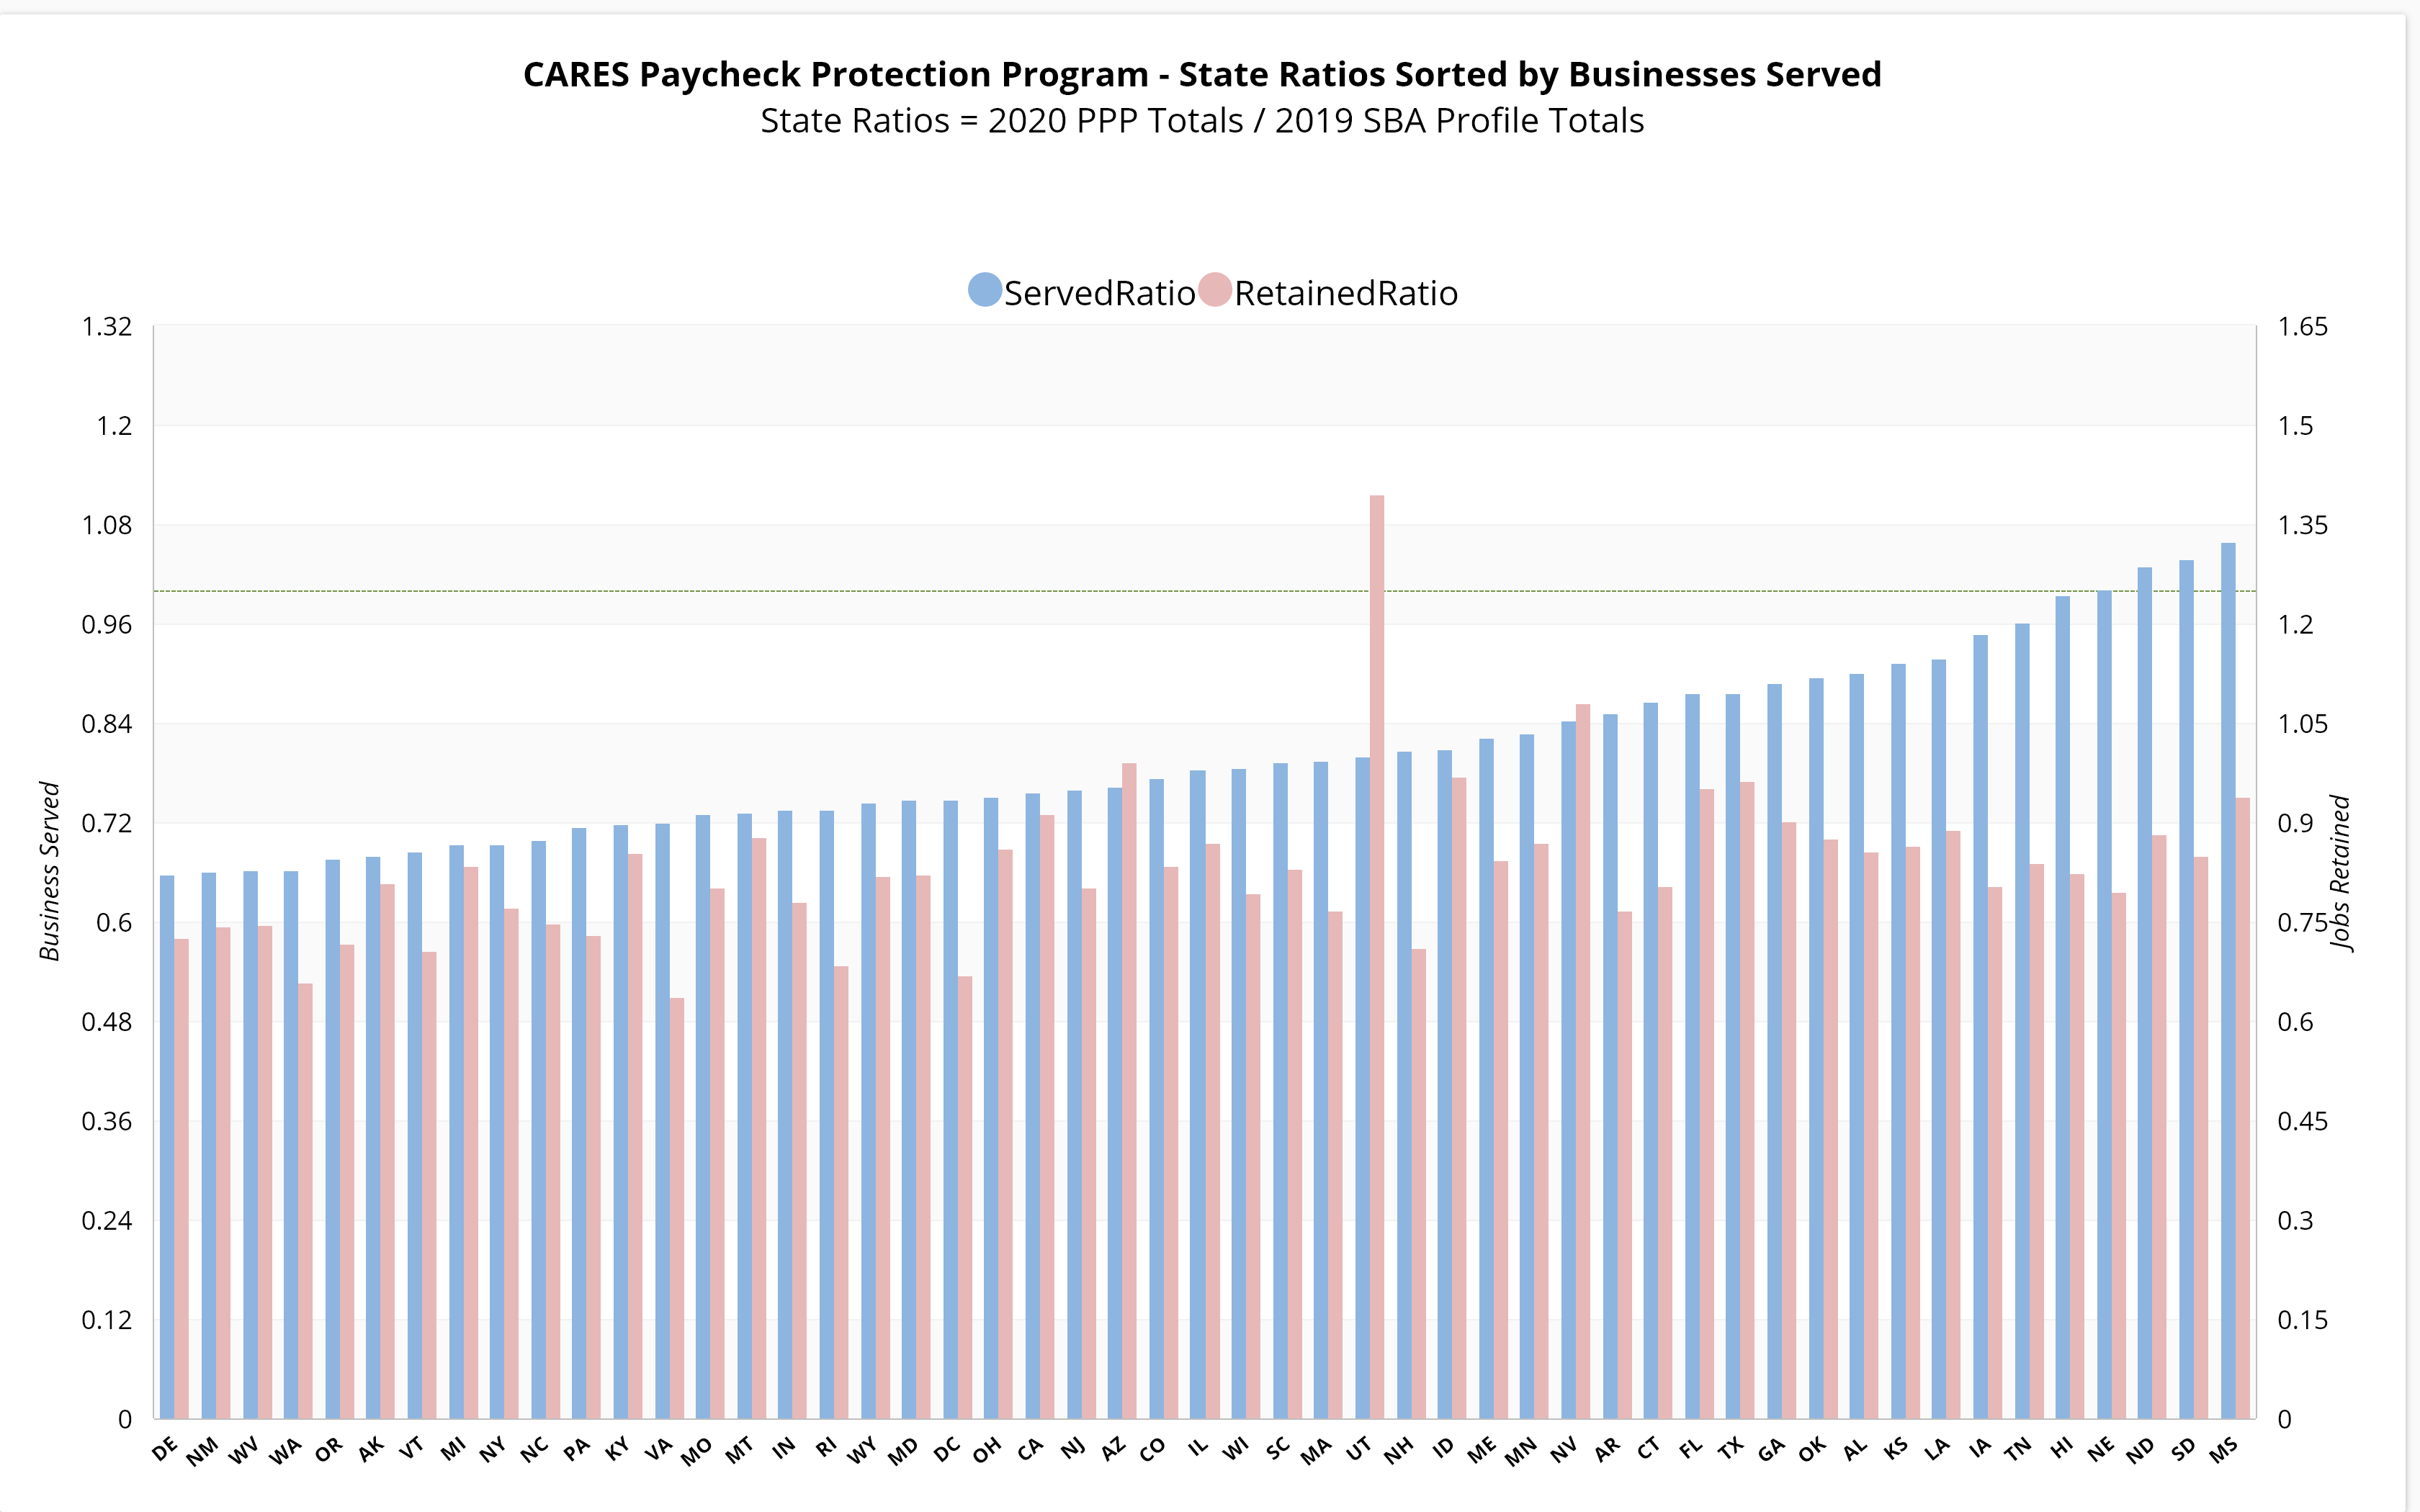 CARES Paycheck Protection Program - State Ratios Sorted by Businesses Served
State Ratios = 2020 PPP Totals / 2019 SBA Profile Totals
ServedRatio RetainedRatio
1.32 1.65
1.2 1.5
1.08 1.35
0.96 1.2
0.84 1.05
0.72 0.9
0.6 0.75
0.48 0.6
0.36 0.45
0.24 0.3
0.12 0.15
0 0
Business Served
Jobs Retained
DE NM WV WA OR AK VT MI NY NC PA KY VA MO MT IN RI WY MD DC OH CA NJ AZ CO IL WI SC MA UT NH ID ME MN NV AR CT FL TX GA OK AL KS LA IA TN HI NE ND SD MS